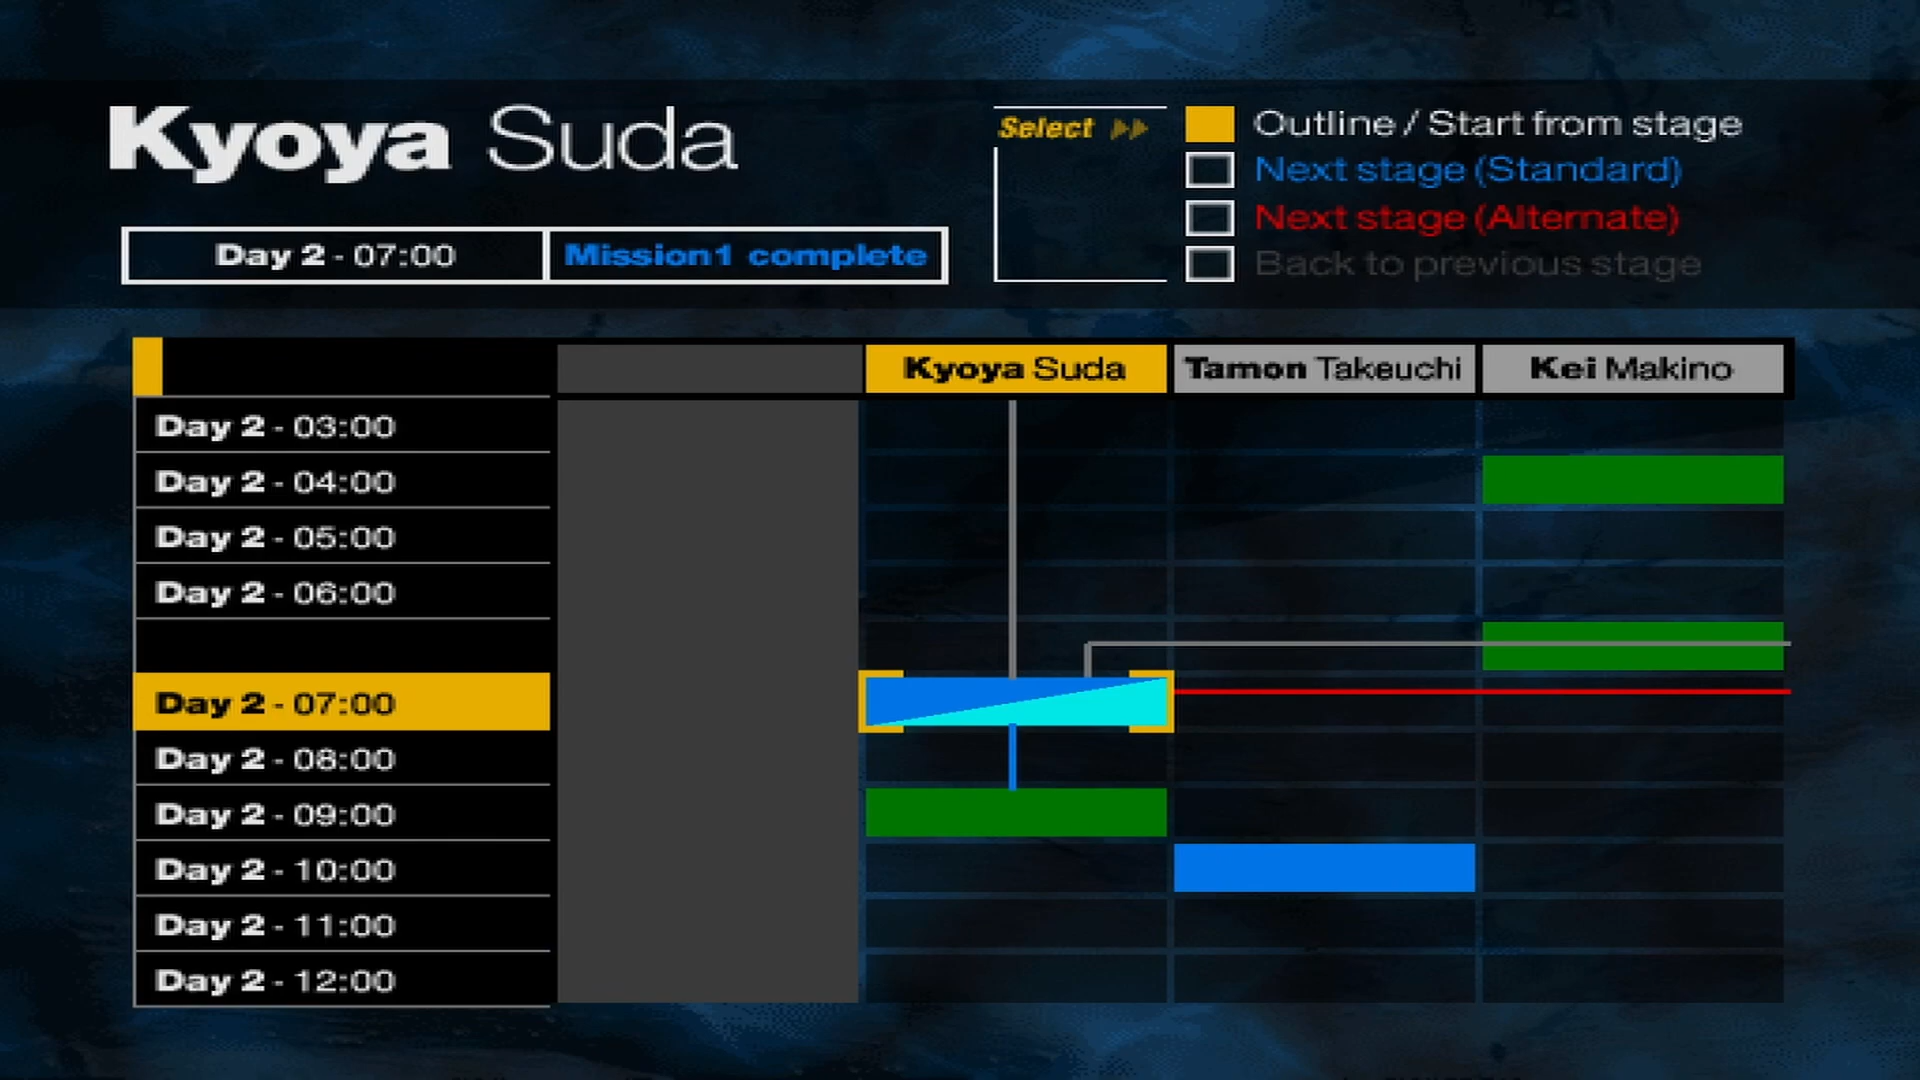 Kyoya Suda
Day 2 - 07:00
Mission1 complete
Select
Outline / Start from stage
Next stage (Standard)
Next stage (Alternate)
Back to previous stage
Kyoya Suda
Tamon Takeuchi
Kei Makino
Day 2 - 03:00
Day 2 - 04:00
Day 2 - 05:00
Day 2 - 06:00
Day 2 - 07:00
Day 2 - 08:00
Day 2 - 09:00
Day 2 - 10:00
Day 2 - 11:00
Day 2 - 12:00